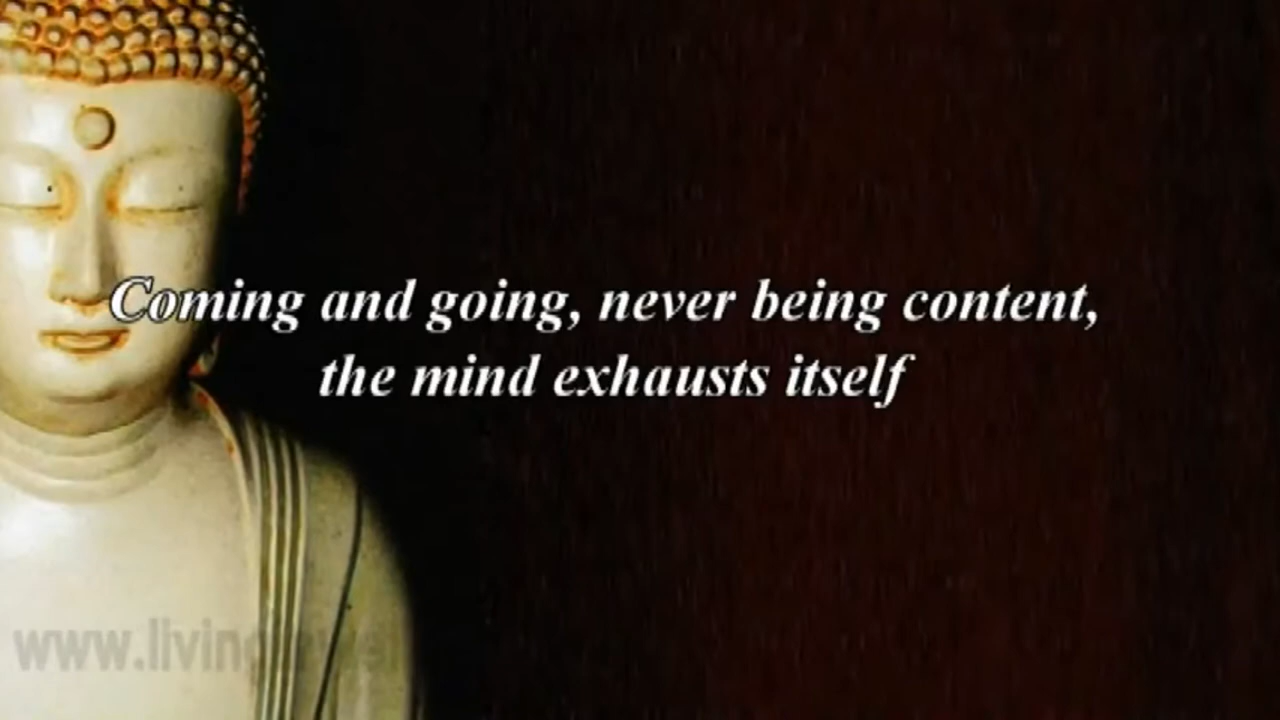 Coming and going, never being content,
the mind exhausts itself